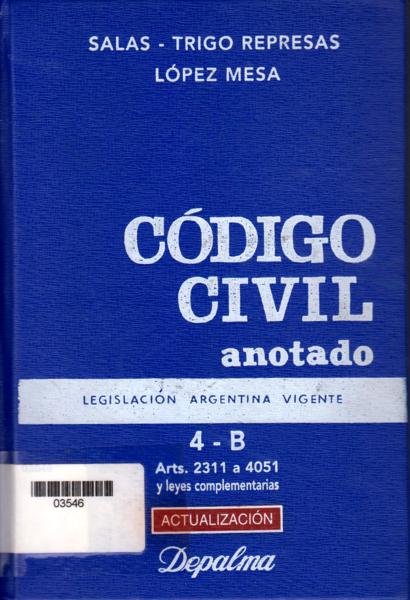 SALAS - TRIGO REPRESAS
LÓPEZ MESA
CÓDIGO
CIVIL
anotado
LEGISLACIÓN ARGENTINA VIGENTE
4 - B
Arts. 2311 a 4051
y leyes complementarias
03546
ACTUALIZACIÓN
Depalma